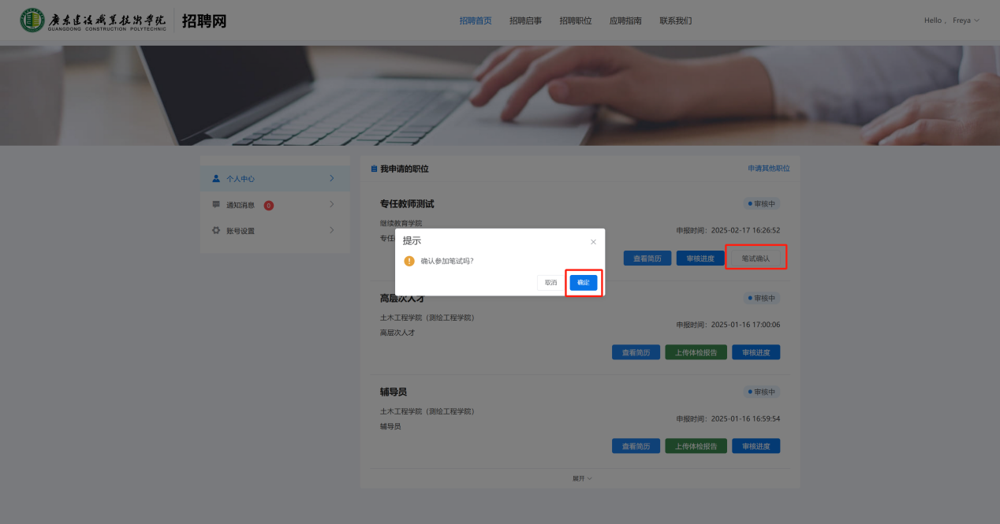 廣東建設職業技術學院
GUANGDONG CONSTRUCTION POLYTECHNIC
招聘网
招聘首页 招聘启事 招聘职位 应聘指南 联系我们
Hello , Freya
个人中心
通知消息 0
账号设置
我申请的职位
申请其他职位
专任教师测试
审核中
继续教育学院
专任
申报时间：2025-02-17 16:26:52
查看简历 审核进度 笔试确认
提示
确认参加笔试吗?
取消 确定
高层次人才
审核中
土木工程学院（测绘工程学院）
高层次人才
申报时间：2025-01-16 17:00:06
查看简历 上传体检报告 审核进度
辅导员
审核中
土木工程学院（测绘工程学院）
辅导员
申报时间：2025-01-16 16:59:54
查看简历 上传体检报告 审核进度
展开